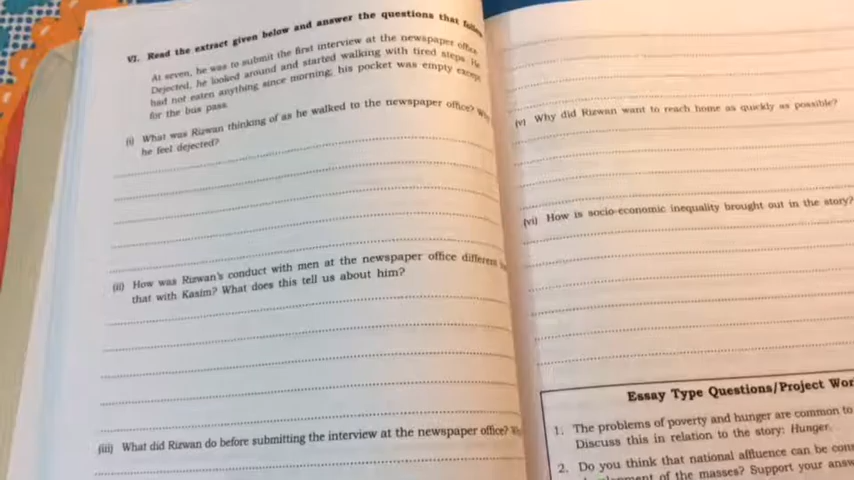 VI. Read the extract given below and answer the questions that follow
At seven, he was to submit the first interview at the newspaper office.
Dejected, he looked around and started walking with tired steps. He
had not eaten anything since morning; his pocket was empty except
for the bus pass.
(i) What was Rizwan thinking of as he walked to the newspaper office? Why
he feel dejected?
(ii) How was Rizwan's conduct with men at the newspaper office different
that with Kasim? What does this tell us about him?
(iii) What did Rizwan do before submitting the interview at the newspaper office?
(v) Why did Rizwan want to reach home as quickly as possible?
(vi) How is socio-economic inequality brought out in the story?
Essay Type Questions/Project Wor
1. The problems of poverty and hunger are common to
Discuss this in relation to the story: Hunger.
2. Do you think that national affluence can be cons
of the masses? Support your answ